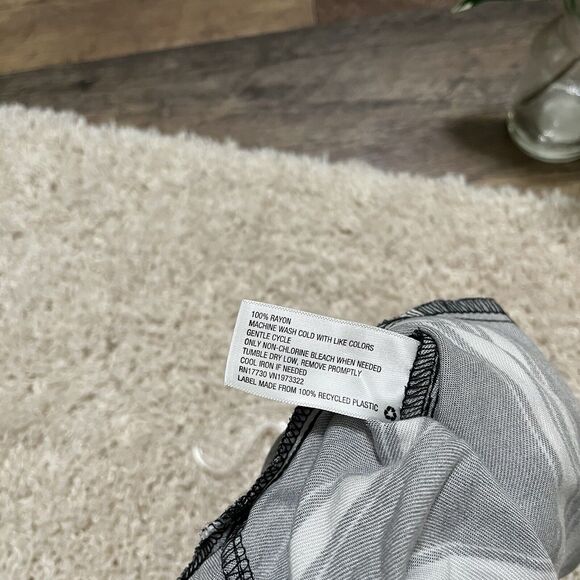 100% RAYON
MACHINE WASH COLD WITH LIKE COLORS
GENTLE CYCLE
ONLY NON-CHLORINE BLEACH WHEN NEEDED
TUMBLE DRY LOW, REMOVE PROMPTLY
COOL IRON IF NEEDED
RN17730 VN1973322
LABEL MADE FROM 100% RECYCLED PLASTIC